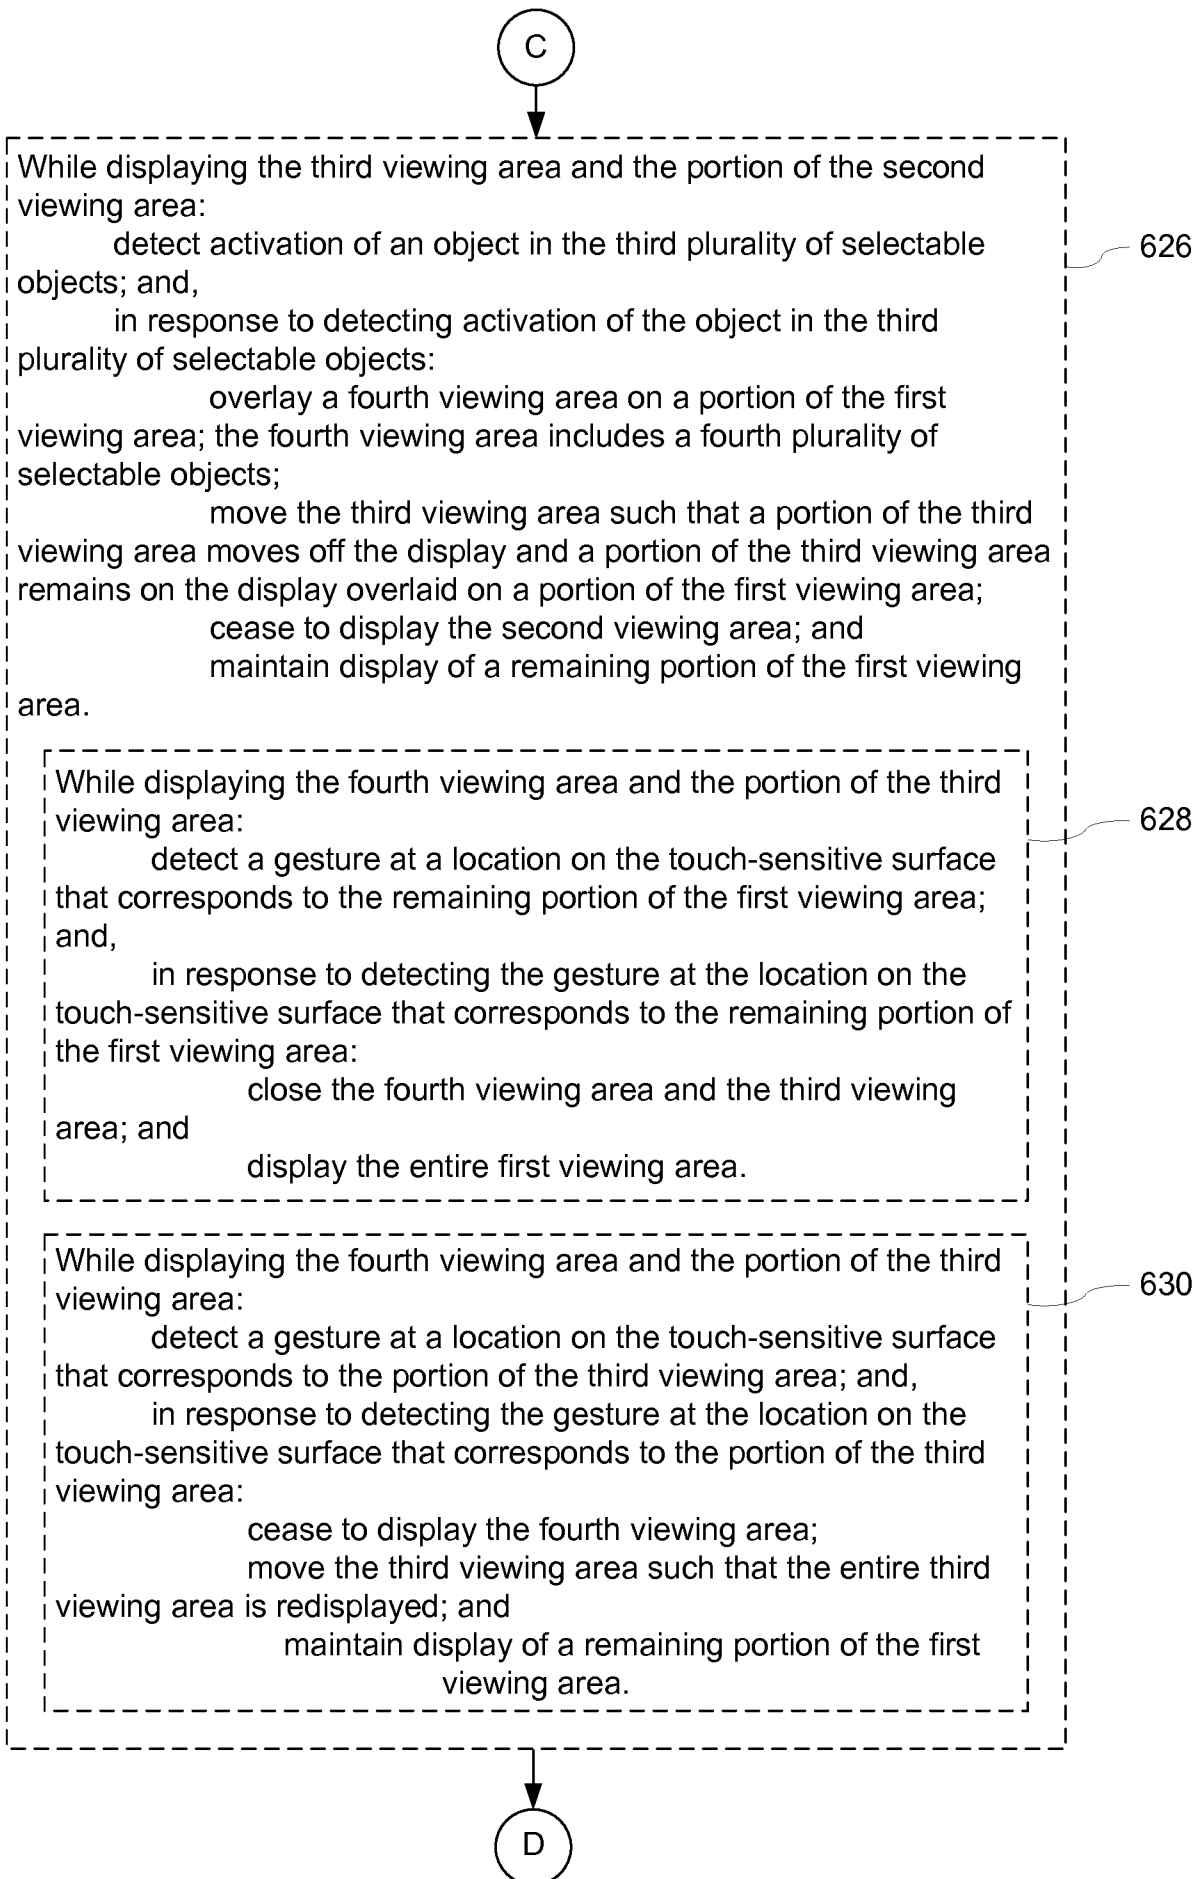 C
While displaying the third viewing area and the portion of the second
viewing area:
detect activation of an object in the third plurality of selectable
objects; and,
in response to detecting activation of the object in the third
plurality of selectable objects:
overlay a fourth viewing area on a portion of the first
viewing area; the fourth viewing area includes a fourth plurality of
selectable objects;
move the third viewing area such that a portion of the third
viewing area moves off the display and a portion of the third viewing area
remains on the display overlaid on a portion of the first viewing area;
cease to display the second viewing area; and
maintain display of a remaining portion of the first viewing
area.
626
While displaying the fourth viewing area and the portion of the third
viewing area:
detect a gesture at a location on the touch-sensitive surface
that corresponds to the remaining portion of the first viewing area;
and,
in response to detecting the gesture at the location on the
touch-sensitive surface that corresponds to the remaining portion of
the first viewing area:
close the fourth viewing area and the third viewing
area; and
display the entire first viewing area.
628
While displaying the fourth viewing area and the portion of the third
viewing area:
detect a gesture at a location on the touch-sensitive surface
that corresponds to the portion of the third viewing area; and,
in response to detecting the gesture at the location on the
touch-sensitive surface that corresponds to the portion of the third
viewing area:
cease to display the fourth viewing area;
move the third viewing area such that the entire third
viewing area is redisplayed; and
maintain display of a remaining portion of the first
viewing area.
630
D